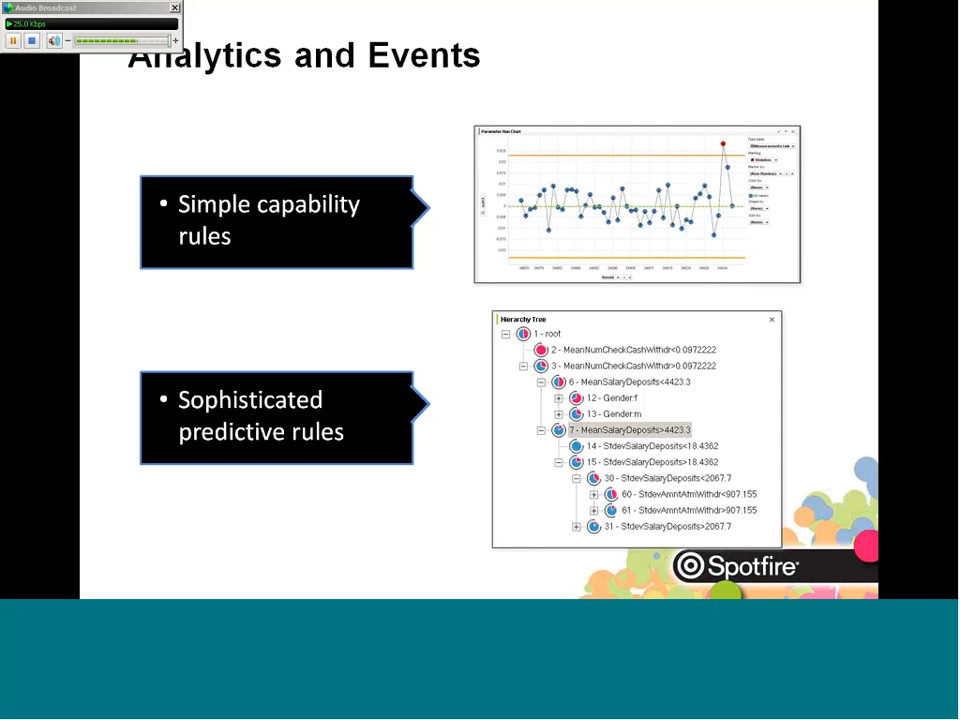 Audio Broadcast
25.0 Kbps
Analytics and Events
• Simple capability
rules
Parameter Run Chart
• Sophisticated
predictive rules
Hierarchy Tree
1 - root
2 - MeanNumCheckCashWithdr<0.0972222
3 - MeanNumCheckCashWithdr>0.0972222
6 - MeanSalaryDeposits<4423.3
12 - Gender:f
13 - Gender:m
7 - MeanSalaryDeposits>4423.3
14 - StdevSalaryDeposits<18.4362
15 - StdevSalaryDeposits>18.4362
30 - StdevSalaryDeposits<2067.7
60 - StdevAmntAtmWithdr<907.155
61 - StdevAmntAtmWithdr>907.155
31 - StdevSalaryDeposits>2067.7
Spotfire